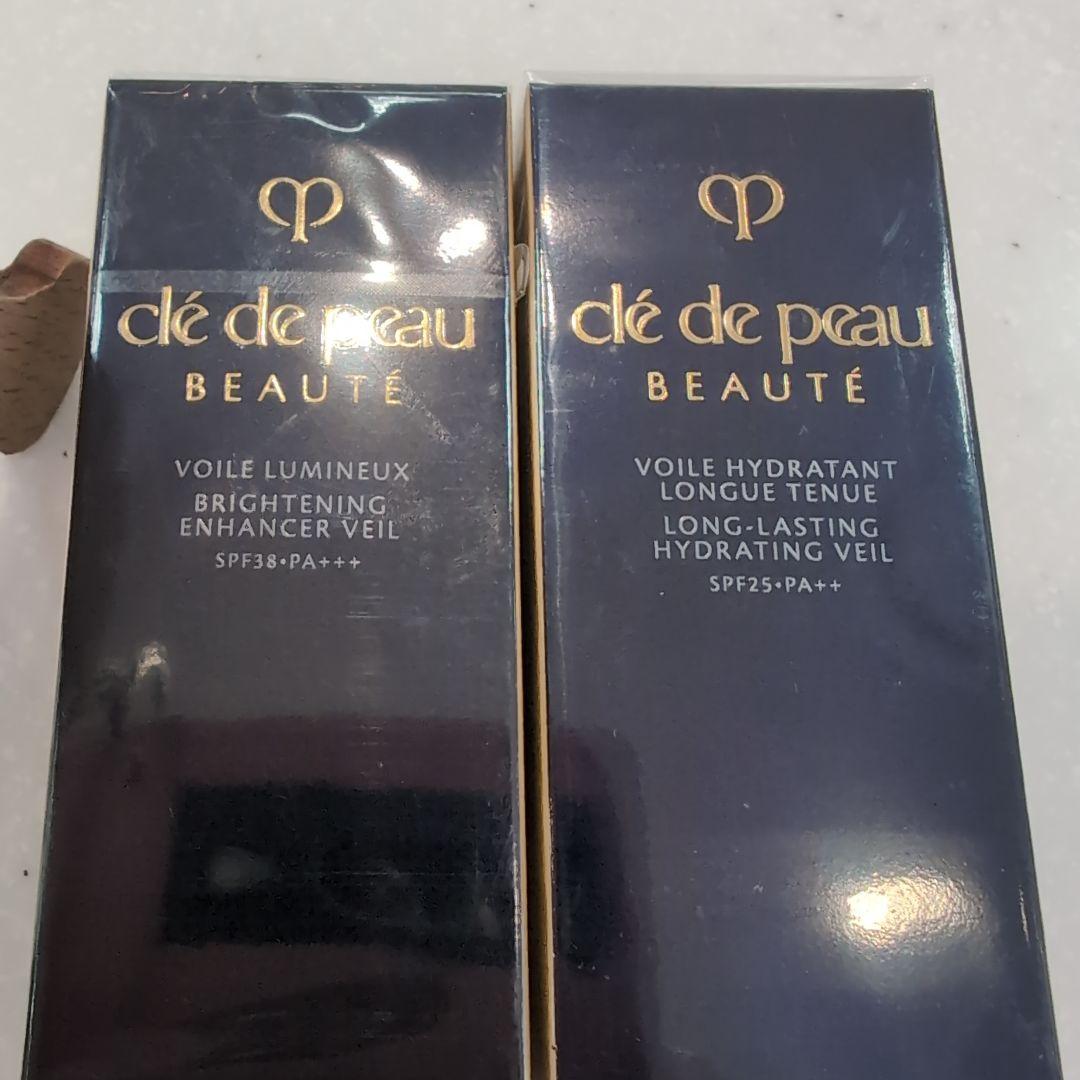 clé de peau
BEAUTÉ
VOILE LUMINEUX
BRIGHTENING
ENHANCER VEIL
SPF38•PA+++
clé de peau
BEAUTÉ
VOILE HYDRATANT
LONGUE TENUE
LONG-LASTING
HYDRATING VEIL
SPF25•PA++